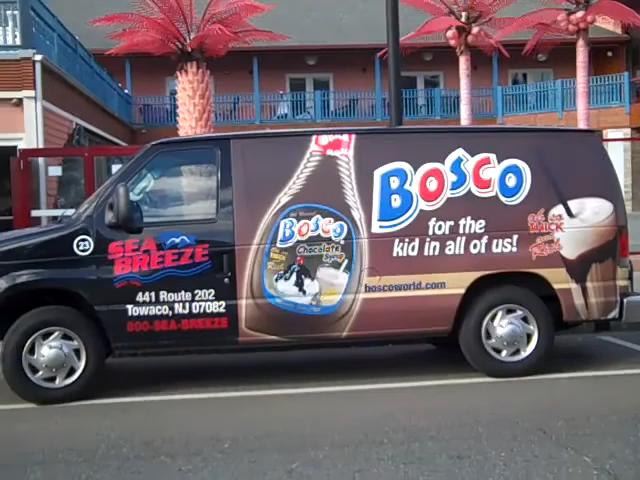 BOSCO
for the
kid in all of us!
boscoworld.com
BOSCO
Chocolate
Syrup
THICK
23
SEA
BREEZE
441 Route 202
Towaco, NJ 07082
800-SEA-BREEZE